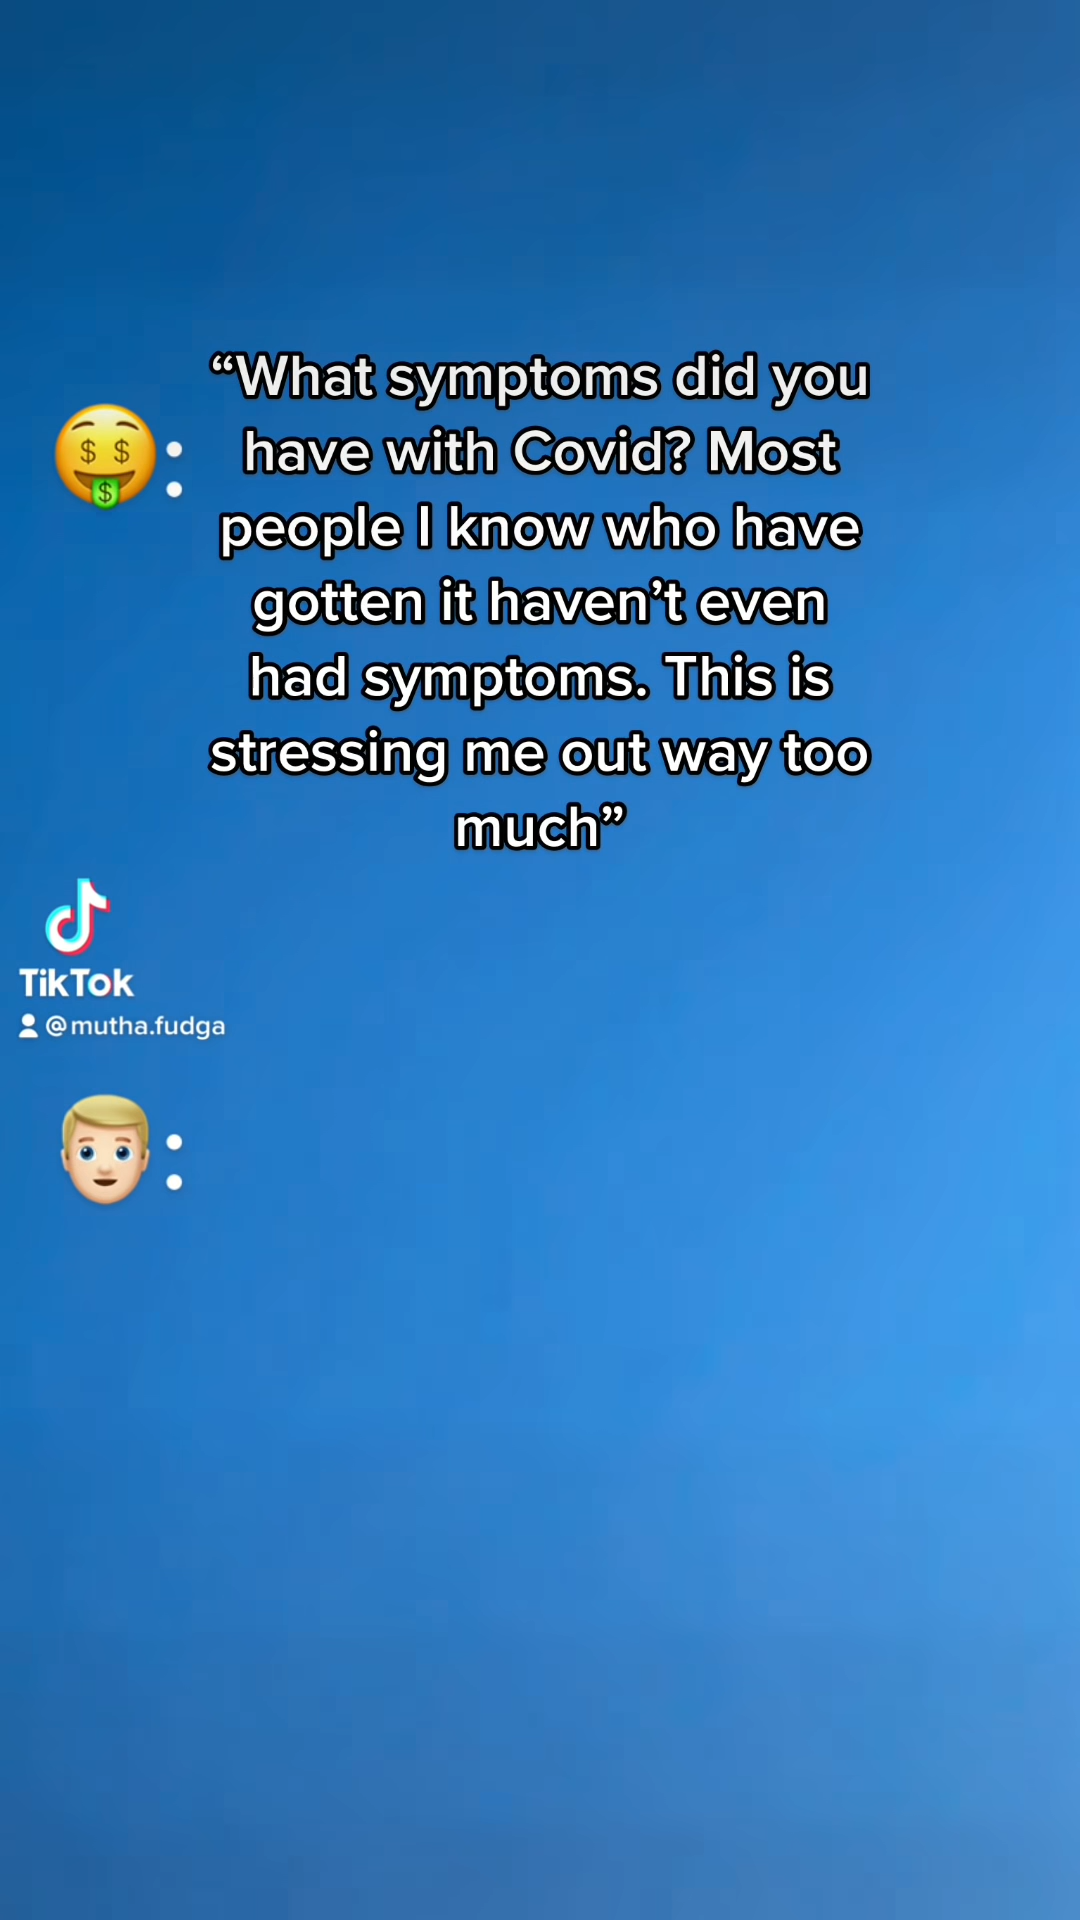 “What symptoms did you
have with Covid? Most
people I know who have
gotten it haven’t even
had symptoms. This is
stressing me out way too
much”
:
TikTok
@mutha.fudga
: